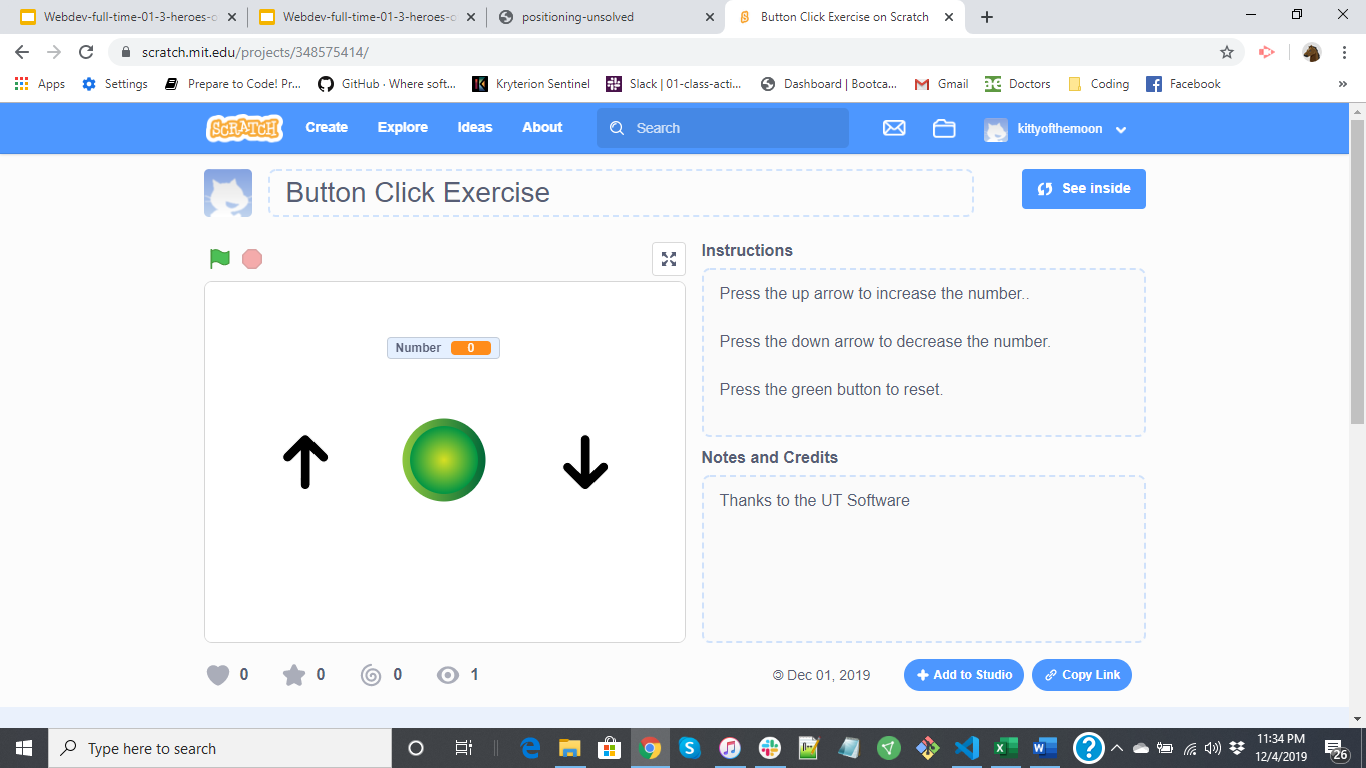 Webdev-full-time-01-3-heroes-o
Webdev-full-time-01-3-heroes-o
positioning-unsolved
Button Click Exercise on Scratch
scratch.mit.edu/projects/348575414/
Apps
Settings
Prepare to Code! Pr...
GitHub · Where soft...
Kryterion Sentinel
Slack | 01-class-acti...
Dashboard | Bootca...
Gmail
Doctors
Coding
Facebook
»
SCRATCH
Create
Explore
Ideas
About
Search
kittyofthemoon
Button Click Exercise
See inside
Instructions
Press the up arrow to increase the number..
Press the down arrow to decrease the number.
Press the green button to reset.
Number 0
Notes and Credits
Thanks to the UT Software
0
0
0
1
© Dec 01, 2019
Add to Studio
Copy Link
Type here to search
11:34 PM
12/4/2019
26